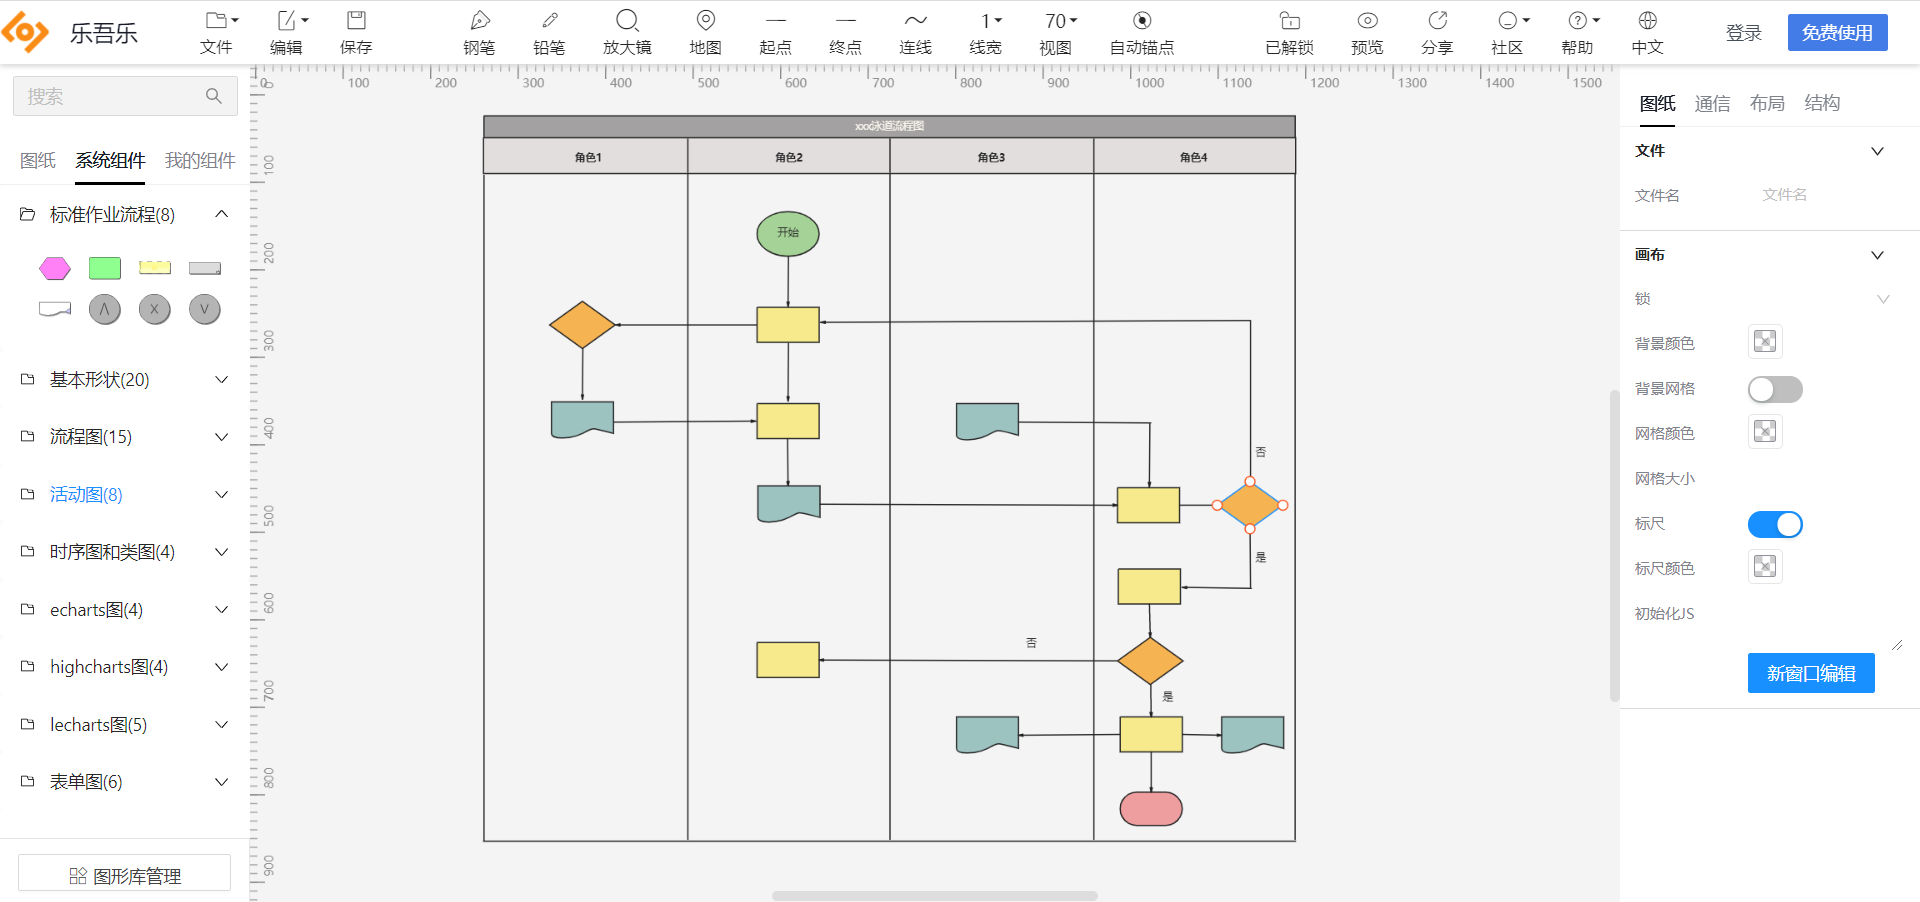 乐吾乐
文件
编辑
保存
钢笔
铅笔
放大镜
地图
起点
终点
连线
1
线宽
70
视图
自动锚点
已解锁
预览
分享
社区
帮助
中文
登录
免费使用
搜索
图纸 系统组件 我的组件
标准作业流程(8)
基本形状(20)
流程图(15)
活动图(8)
时序图和类图(4)
echarts图(4)
highcharts图(4)
lecharts图(5)
表单图(6)
图形库管理
0 100 200 300 400 500 600 700 800 900 1000 1100 1200 1300 1400 1500
0
100
200
300
400
500
600
700
800
900
xxx泳道流程图
角色1 角色2 角色3 角色4
开始
否
是
否
是
图纸 通信 布局 结构
文件
文件名 文件名
画布
锁
背景颜色
背景网格
网格颜色
网格大小
标尺
标尺颜色
初始化JS
新窗口编辑